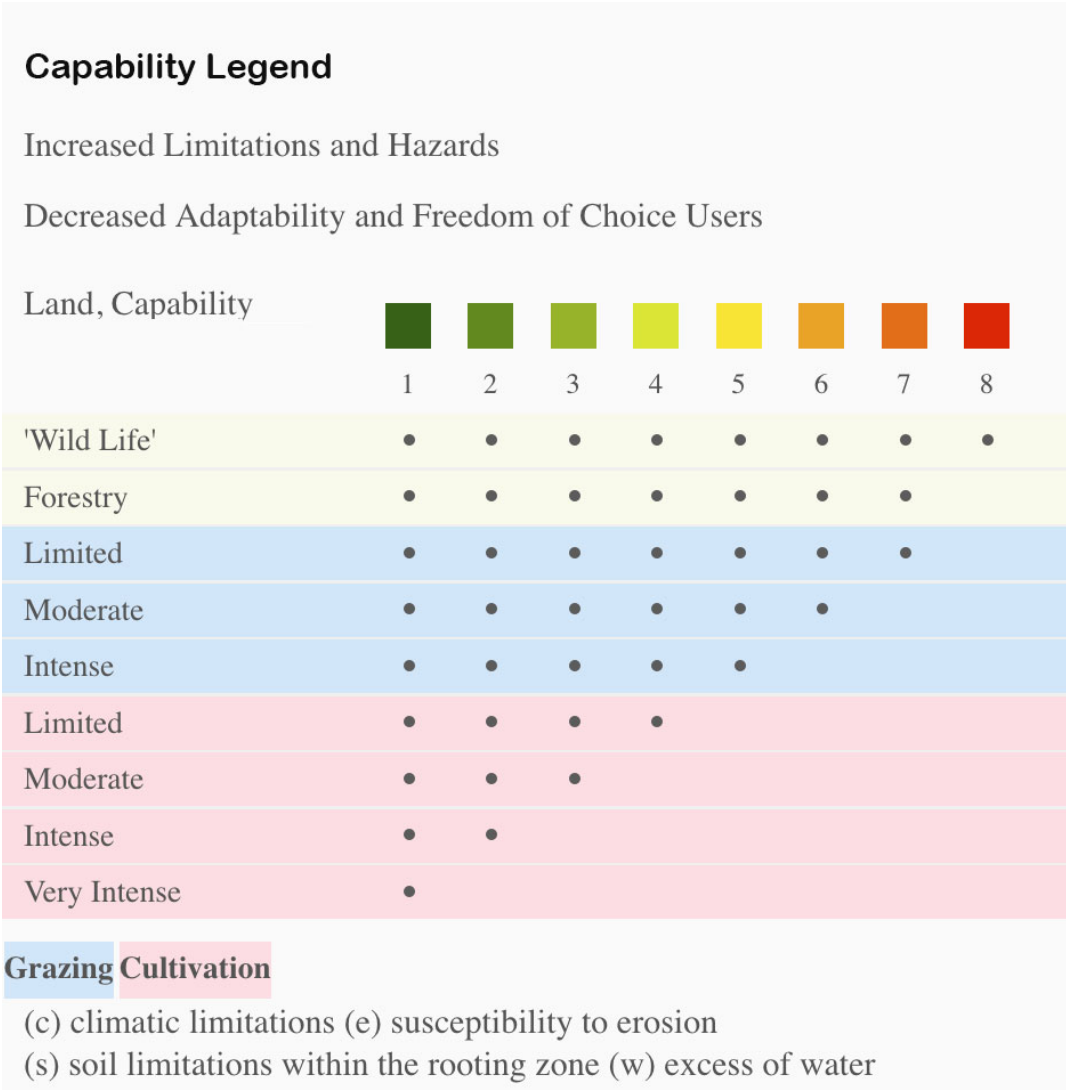 Capability Legend
Increased Limitations and Hazards
Decreased Adaptability and Freedom of Choice Users
Land, Capability
1 2 3 4 5 6 7 8
'Wild Life' • • • • • • • •
Forestry • • • • • • •
Limited • • • • • • •
Moderate • • • • • •
Intense • • • • •
Limited • • • •
Moderate • • •
Intense • •
Very Intense •
Grazing Cultivation
(c) climatic limitations (e) susceptibility to erosion
(s) soil limitations within the rooting zone (w) excess of water